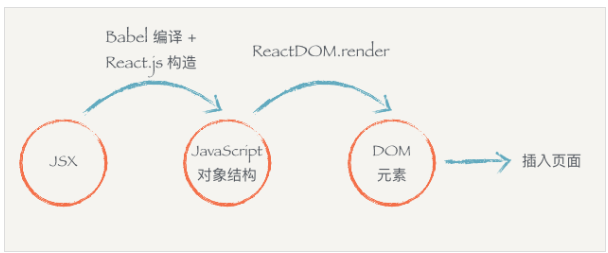 Babel 编译 +
React.js 构造
ReactDOM.render
JSX
JavaScript
对象结构
DOM
元素
插入页面